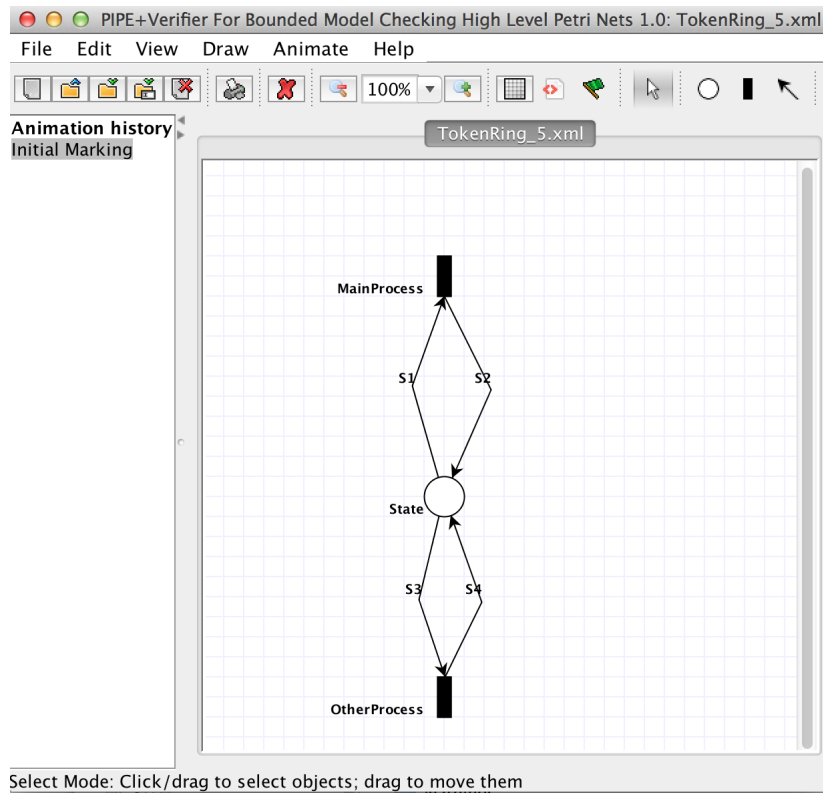 PIPE+Verifier For Bounded Model Checking High Level Petri Nets 1.0: TokenRing_5.xml
File Edit View Draw Animate Help
100%
Animation history
Initial Marking
TokenRing_5.xml
MainProcess
S1 S2
State
S3 S4
OtherProcess
Select Mode: Click/drag to select objects; drag to move them